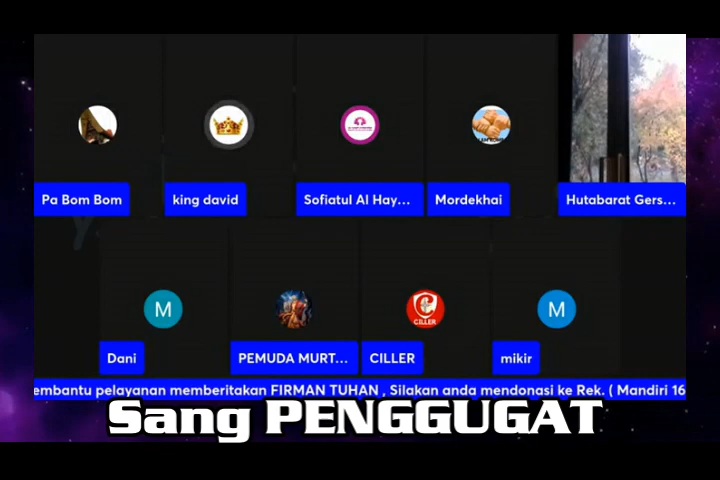 Pa Bom Bom
king david
Sofiatul Al Hay...
Mordekhai
Hutabarat Gers...
M
CILLER
M
Dani
PEMUDA MURT...
CILLER
mikir
embantu pelayanan memberitakan FIRMAN TUHAN , Silakan anda mendonasi ke Rek. ( Mandiri 16
Sang PENGGUGAT